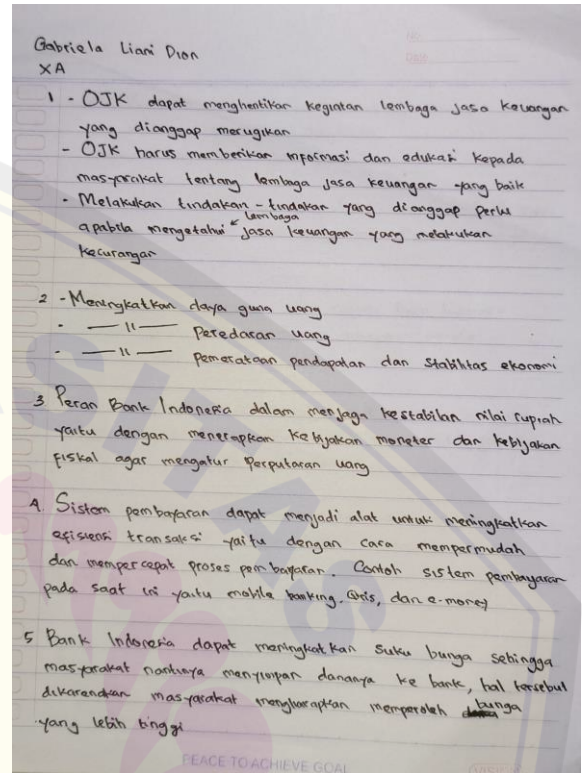 No.
Date
Gabriela Liani Dion
XA
1 - OJK dapat menghentikan kegiatan lembaga jasa keuangan
yang dianggap merugikan
- OJK harus memberikan informasi dan edukasi kepada
masyarakat tentang lembaga jasa keuangan yang baik
- Melakukan tindakan - tindakan yang dianggap perlu
apabila mengetahui lembaga jasa keuangan yang melakukan
kecurangan
2 - Meningkatkan daya guna uang
- — 11 — Peredaran uang
- — 11 — Pemerataan pendapatan dan stabilitas ekonomi
3 Peran Bank Indonesia dalam menjaga kestabilan nilai rupiah
yaitu dengan menerapkan kebijakan moneter dan kebijakan
fiskal agar mengatur perputaran uang
4. Sistem pembayaran dapat menjadi alat untuk meningkatkan
efisiensi transaksi yaitu dengan cara mempermudah
dan mempercepat proses pembayaran. Contoh sistem pembayaran
pada saat ini yaitu mobile banking, Qris, dan e-money
5 Bank Indonesia dapat meningkatkan suku bunga sehingga
masyarakat nantinya menyimpan dananya ke bank, hal tersebut
dikarenakan masyarakat mengharapkan memperoleh bunga
yang lebih tinggi
PEACE TO ACHIEVE GOAL
SITAS